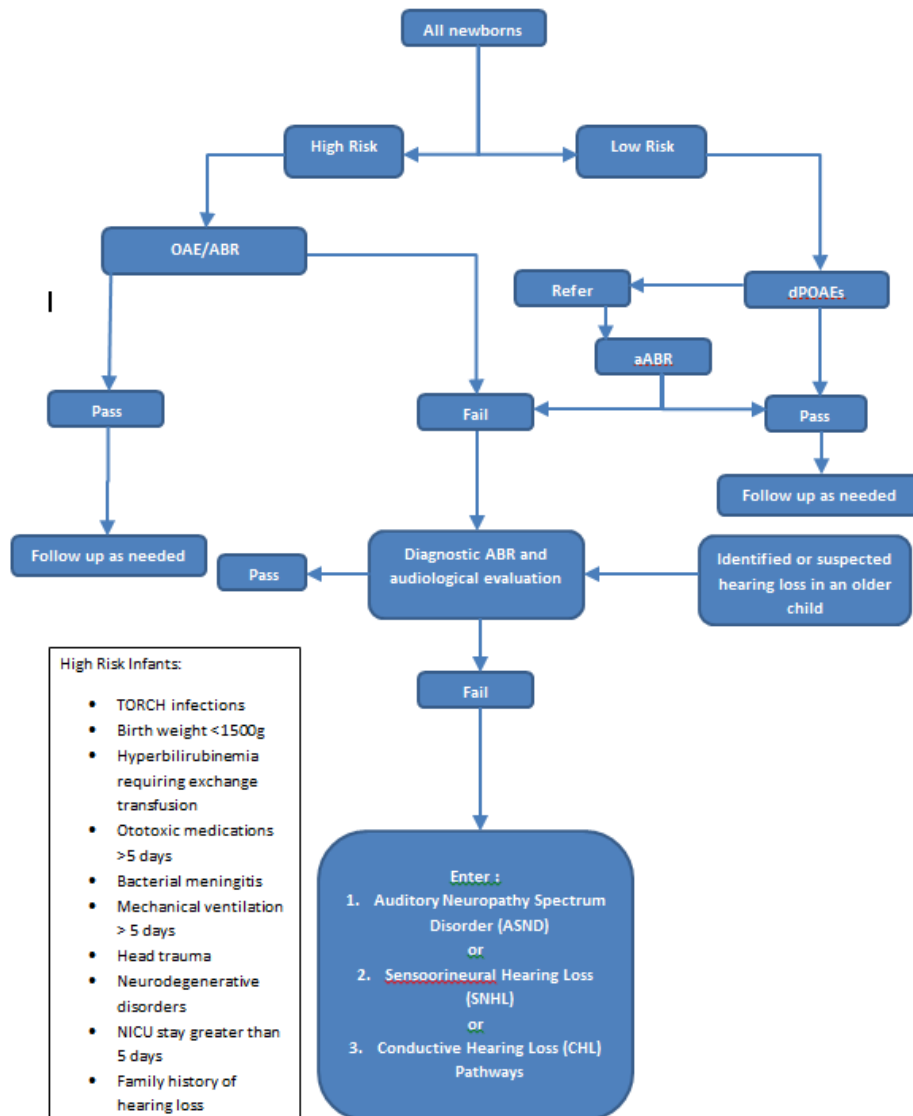 All newborns
High Risk
Low Risk
OAE/ABR
Refer
dPOAEs
aABR
Pass
Fail
Pass
Follow up as needed
Follow up as needed
Pass
Diagnostic ABR and
audiological evaluation
Identified or suspected
hearing loss in an older
child
Fail
High Risk Infants:
• TORCH infections
• Birth weight <1500g
• Hyperbilirubinemia
requiring exchange
transfusion
• Ototoxic medications
>5 days
• Bacterial meningitis
• Mechanical ventilation
> 5 days
• Head trauma
• Neurodegenerative
disorders
• NICU stay greater than
5 days
• Family history of
hearing loss
Enter :
1. Auditory Neuropathy Spectrum
Disorder (ASND)
or
2. Sensoorineural Hearing Loss
(SNHL)
or
3. Conductive Hearing Loss (CHL)
Pathways